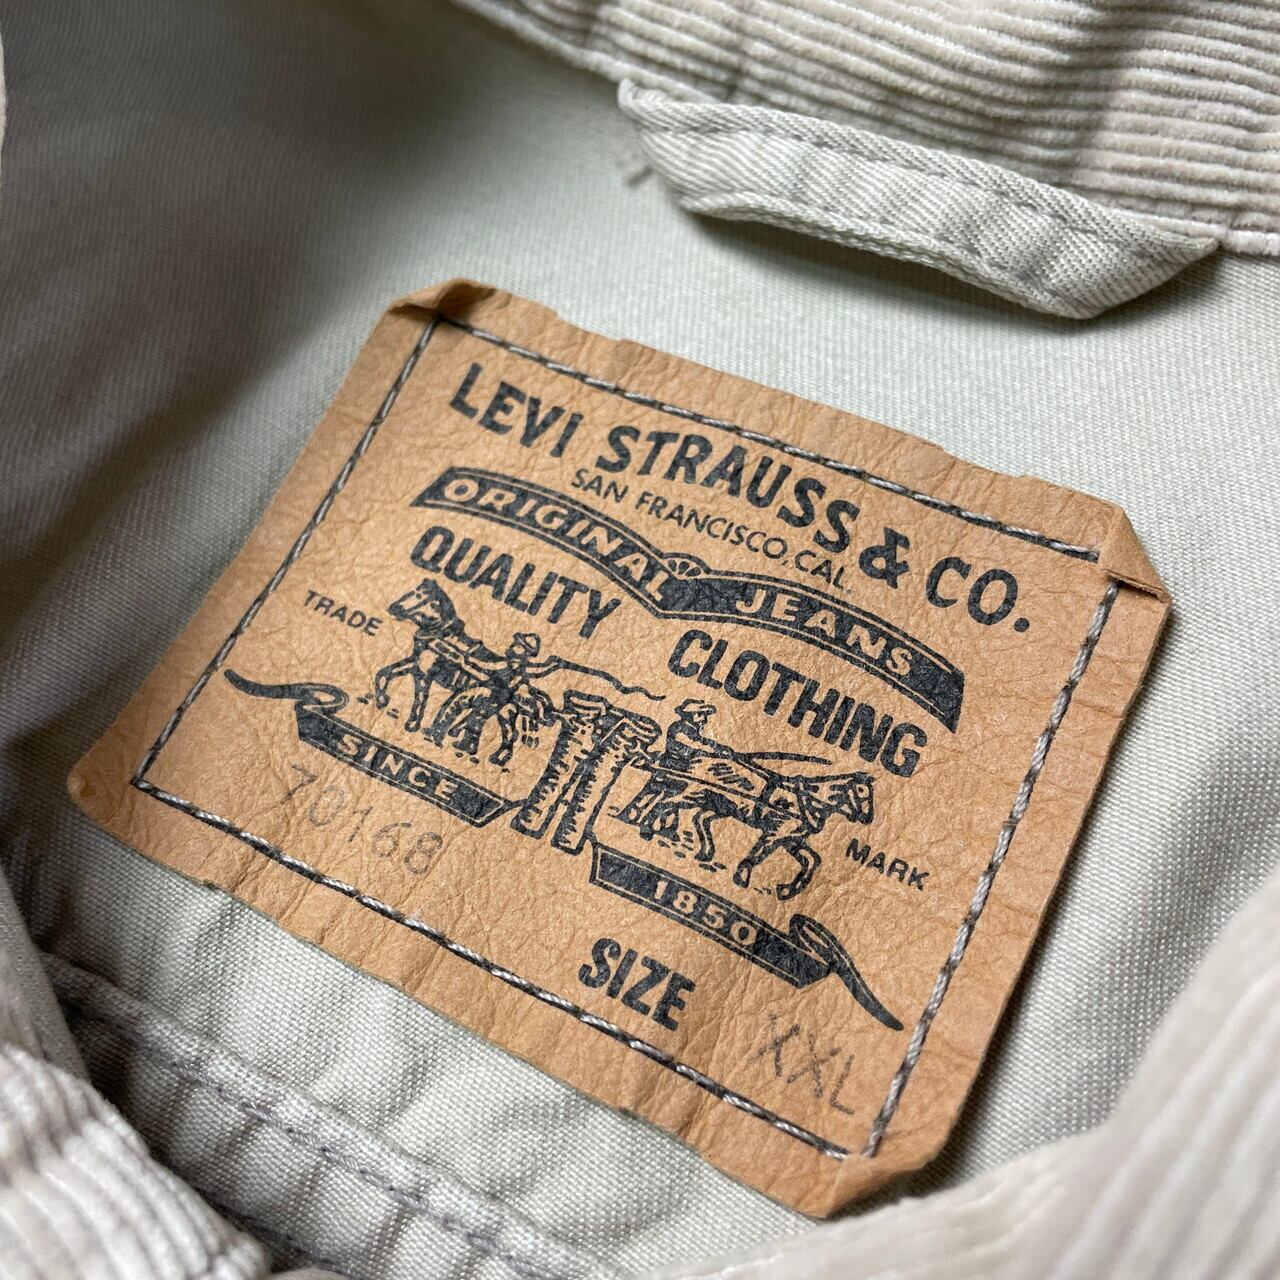 LEVI STRAUSS & CO.
SAN FRANCISCO, CAL.
ORIGINAL JEANS
QUALITY CLOTHING
TRADE MARK
SINCE 1850
70168
SIZE XXL